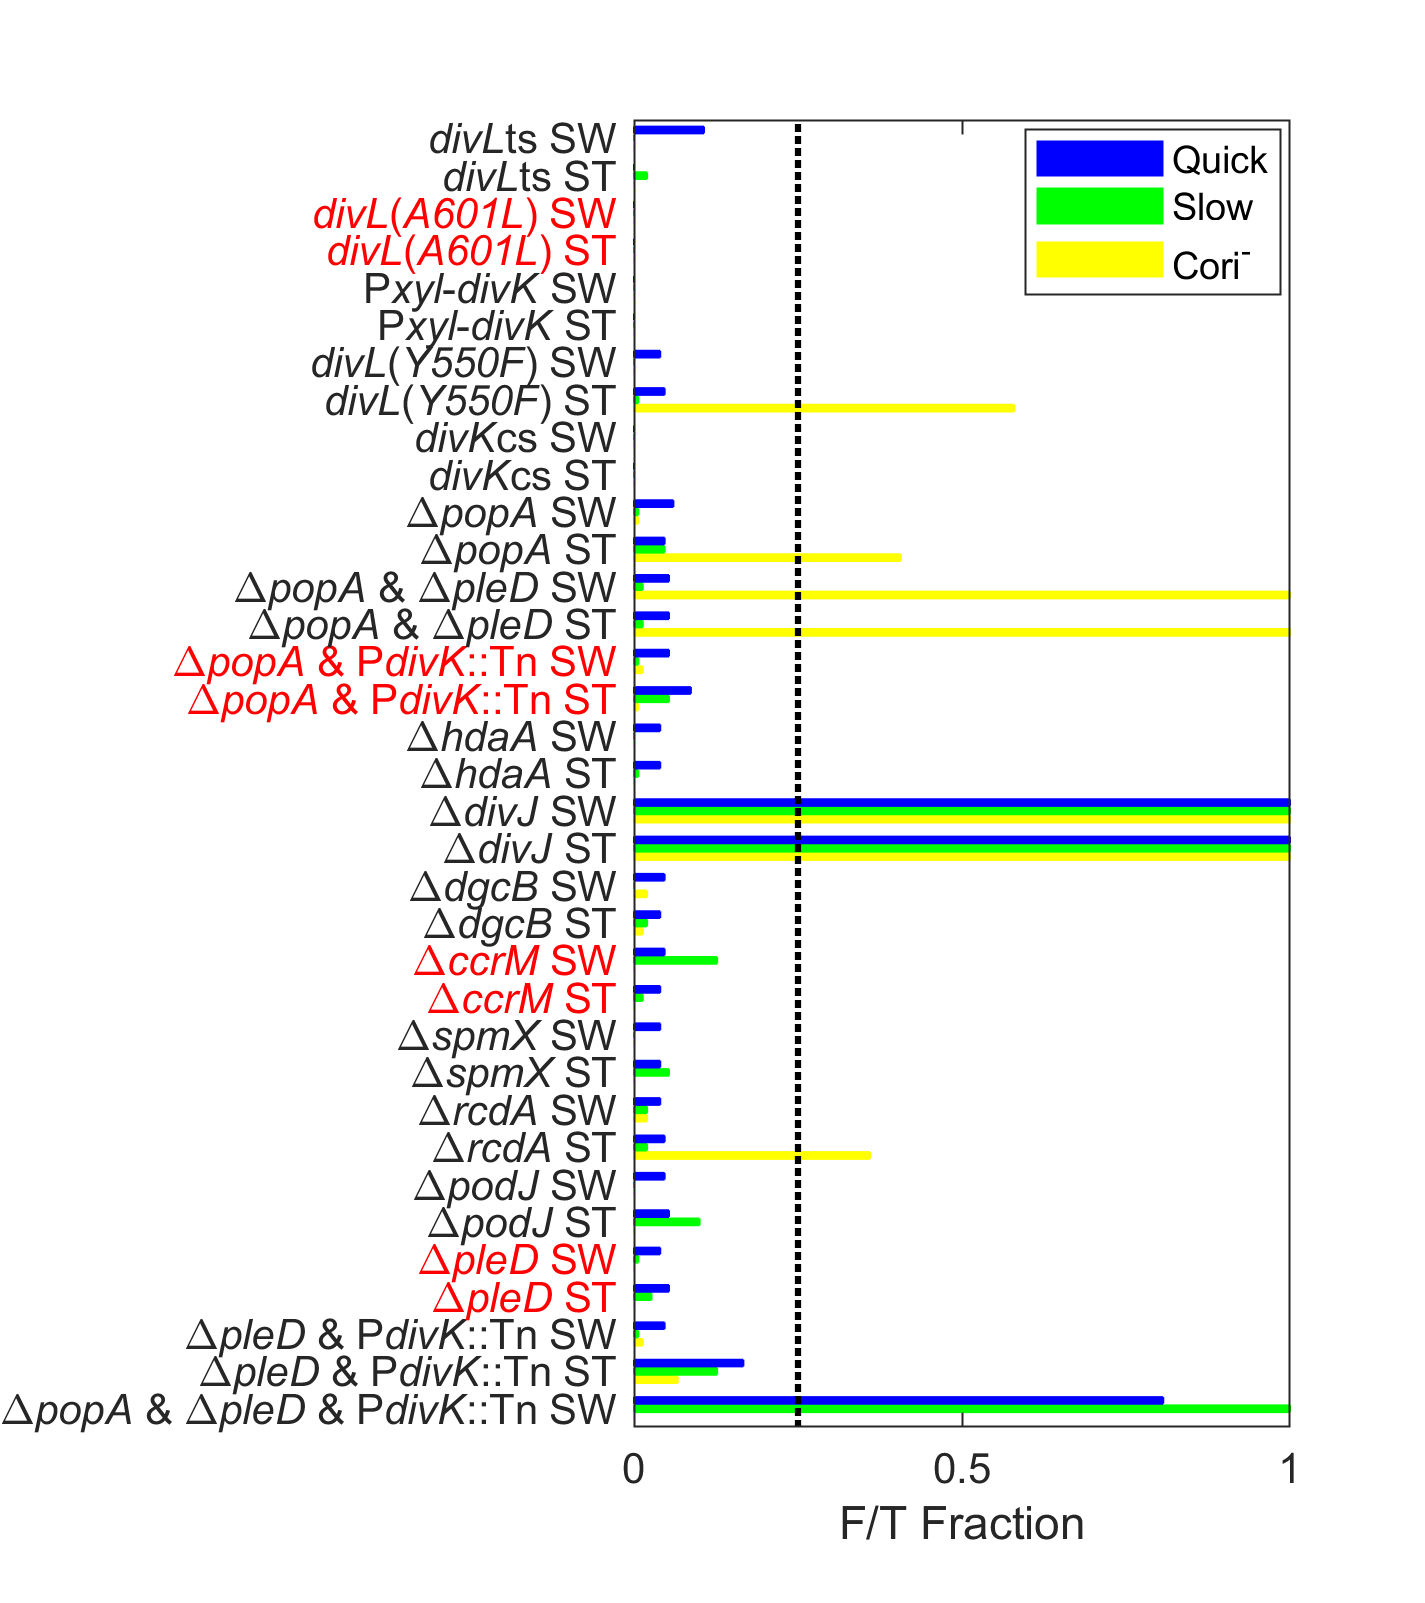 divLts SW
divLts ST
divL(A601L) SW
divL(A601L) ST
Pxyl-divK SW
Pxyl-divK ST
divL(Y550F) SW
divL(Y550F) ST
divKcs SW
divKcs ST
ΔpopA SW
ΔpopA ST
ΔpopA & ΔpleD SW
ΔpopA & ΔpleD ST
ΔpopA & PdivK::Tn SW
ΔpopA & PdivK::Tn ST
ΔhdaA SW
ΔhdaA ST
ΔdivJ SW
ΔdivJ ST
ΔdgcB SW
ΔdgcB ST
ΔccrM SW
ΔccrM ST
ΔspmX SW
ΔspmX ST
ΔrcdA SW
ΔrcdA ST
ΔpodJ SW
ΔpodJ ST
ΔpleD SW
ΔpleD ST
ΔpleD & PdivK::Tn SW
ΔpleD & PdivK::Tn ST
ΔpopA & ΔpleD & PdivK::Tn SW
Quick
Slow
Cori⁻
0 0.5 1
F/T Fraction